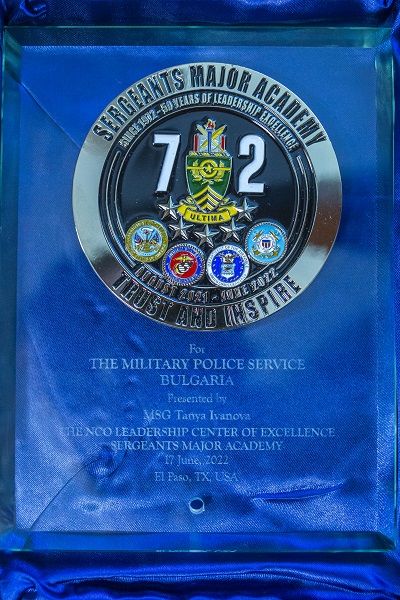 SERGEANTS MAJOR ACADEMY
SINCE 1972 - 50 YEARS OF LEADERSHIP EXCELLENCE
72
ULTIMA
AUGUST 2021 - JUNE 2022
TRUST AND INSPIRE
For
THE MILITARY POLICE SERVICE
BULGARIA
Presented by
MSG Tanya Ivanova
THE NCO LEADERSHIP CENTER OF EXCELLENCE
SERGEANTS MAJOR ACADEMY
17 June, 2022
El Paso, TX, USA